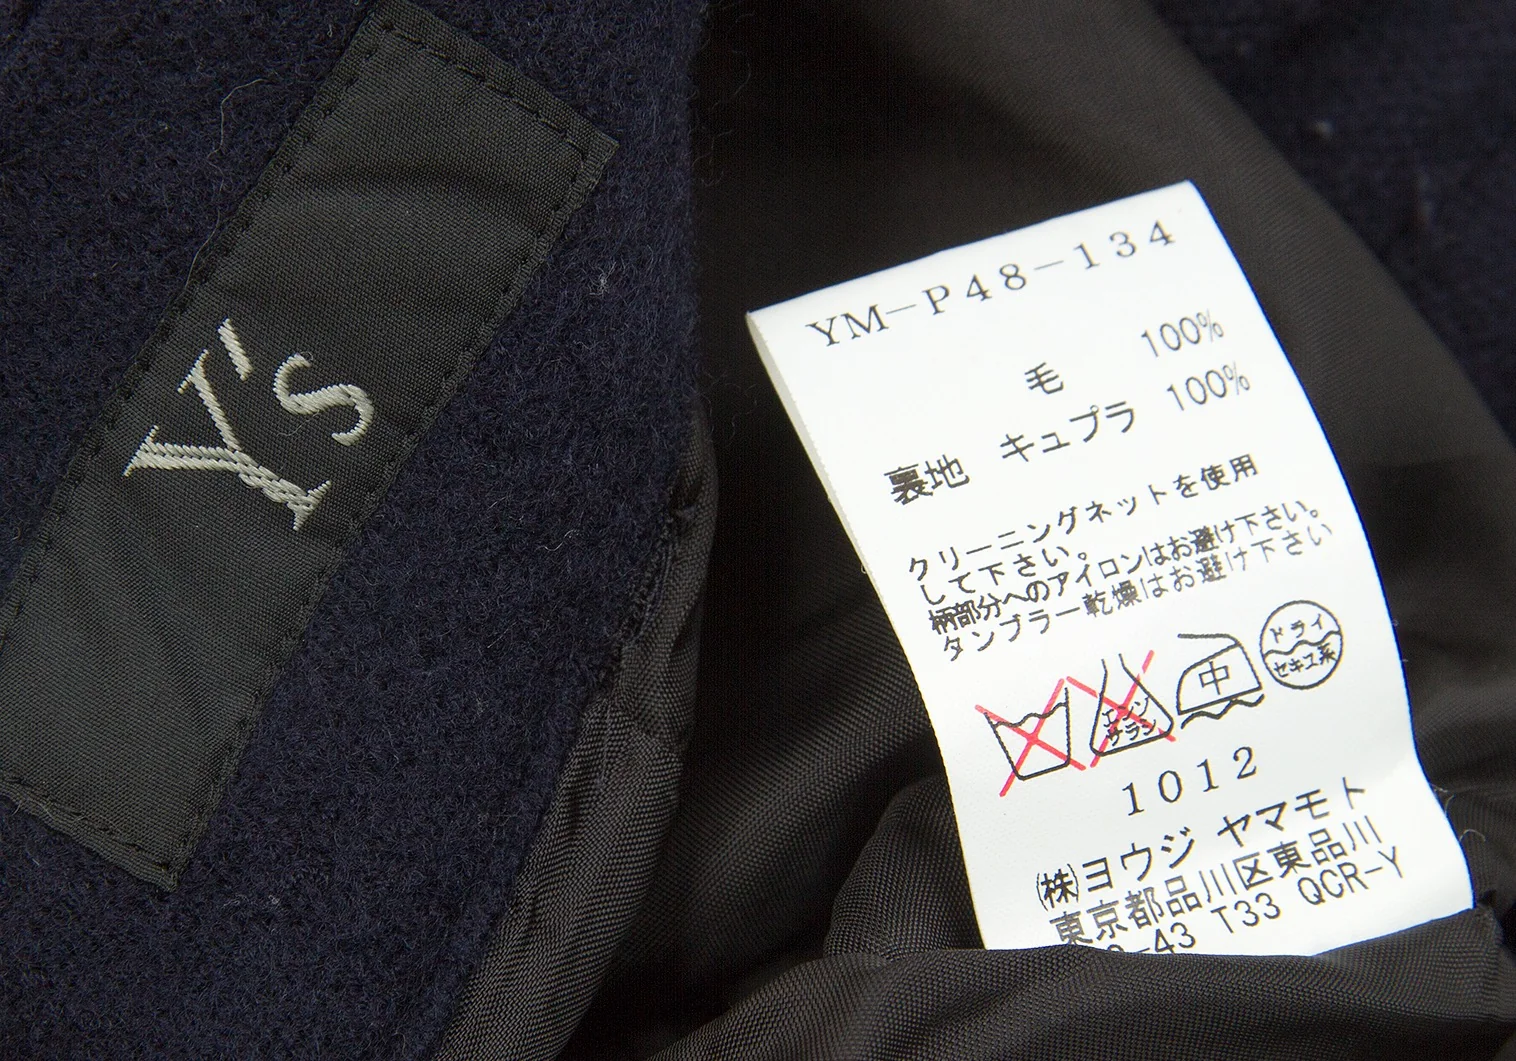 Y's
YM-P48-134
毛 100%
裏地 キュプラ 100%
クリーニングネットを使用
して下さい。
柄部分へのアイロンはお避け下さい。
タンブラー乾燥はお避け下さい
エンソ
サラシ
中
ドライ
セキユ系
1012
(株)ヨウジ ヤマモト
東京都品川区東品川
-43 T33 QCR-Y